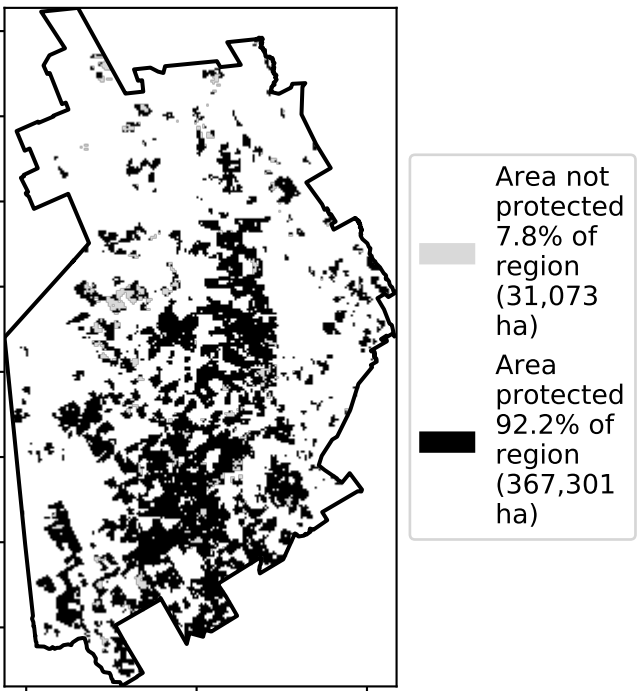 Area not
protected
7.8% of
region
(31,073
ha)
Area
protected
92.2% of
region
(367,301
ha)